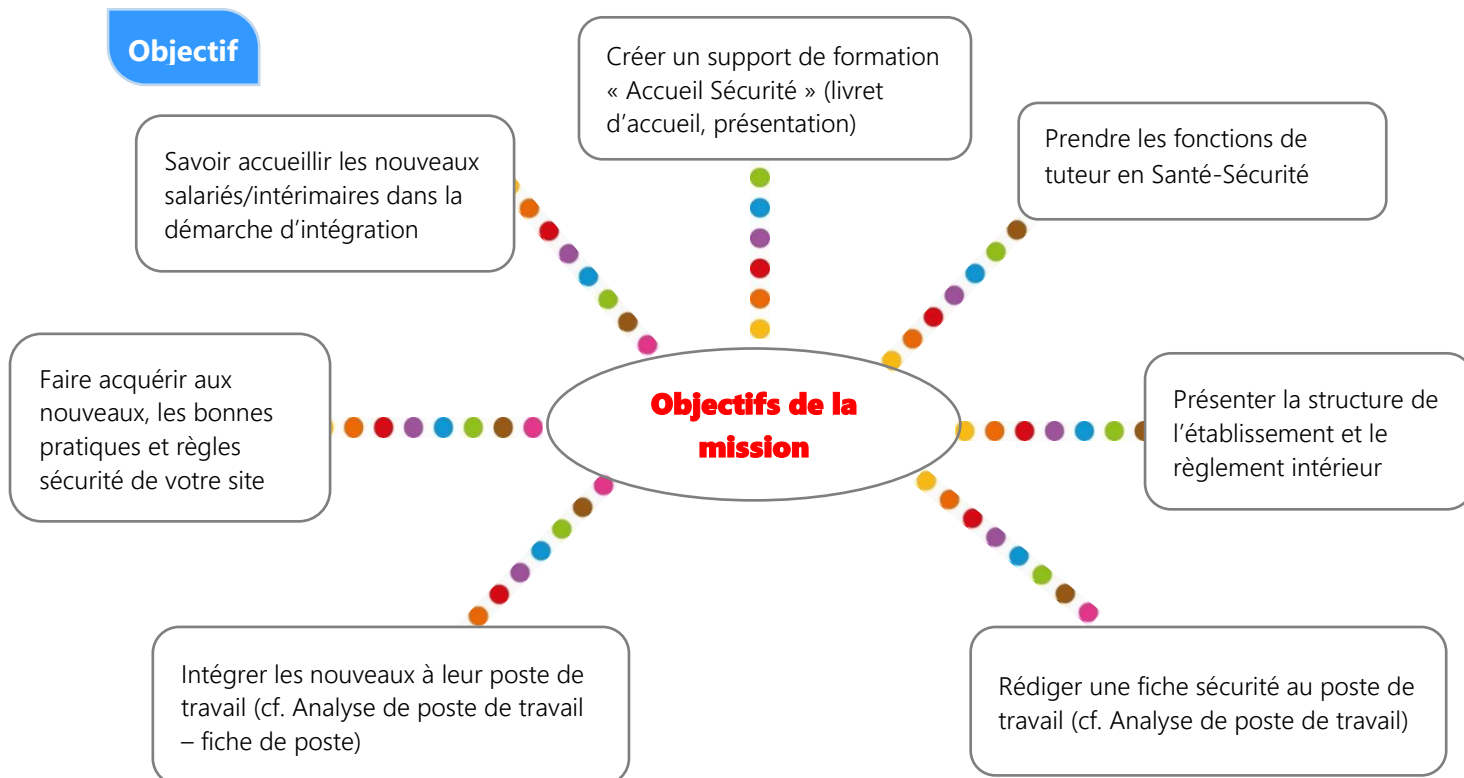 Objectif
Créer un support de formation
« Accueil Sécurité » (livret
d’accueil, présentation)
Savoir accueillir les nouveaux
salariés/intérimaires dans la
démarche d’intégration
Prendre les fonctions de
tuteur en Santé-Sécurité
Faire acquérir aux
nouveaux, les bonnes
pratiques et règles
sécurité de votre site
Objectifs de la
mission
Présenter la structure de
l’établissement et le
règlement intérieur
Intégrer les nouveaux à leur poste de
travail (cf. Analyse de poste de travail
– fiche de poste)
Rédiger une fiche sécurité au poste de
travail (cf. Analyse de poste de travail)